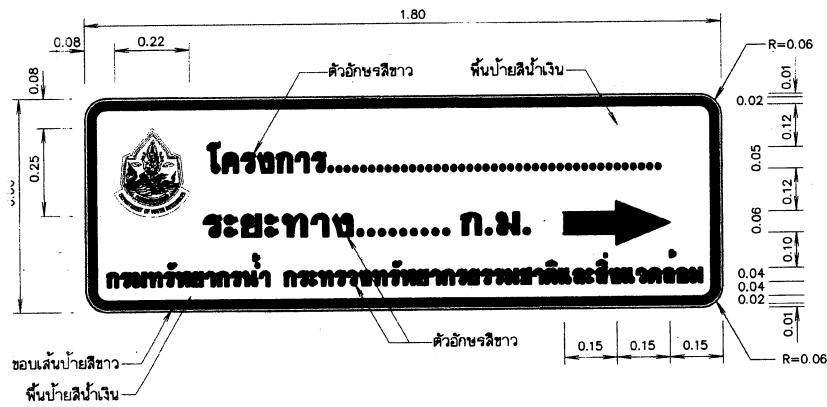 1.80
0.08 0.22
R=0.06
ตัวอักษรสีขาว พื้นป้ายสีน้ำเงิน
0.08
0.25
0.01
0.02
0.12
0.05
0.12
0.06
0.10
0.04
0.04
0.02
0.01
โครงการ..........................................
ระยะทาง......... ก.ม.
กรมทรัพยากรน้ำ กระทรวงทรัพยากรธรรมชาติและสิ่งแวดล้อม
DEPARTMENT OF WATER RESOURCES
0.15 0.15 0.15
R=0.06
ตัวอักษรสีขาว
ขอบเส้นป้ายสีขาว
พื้นป้ายสีน้ำเงิน